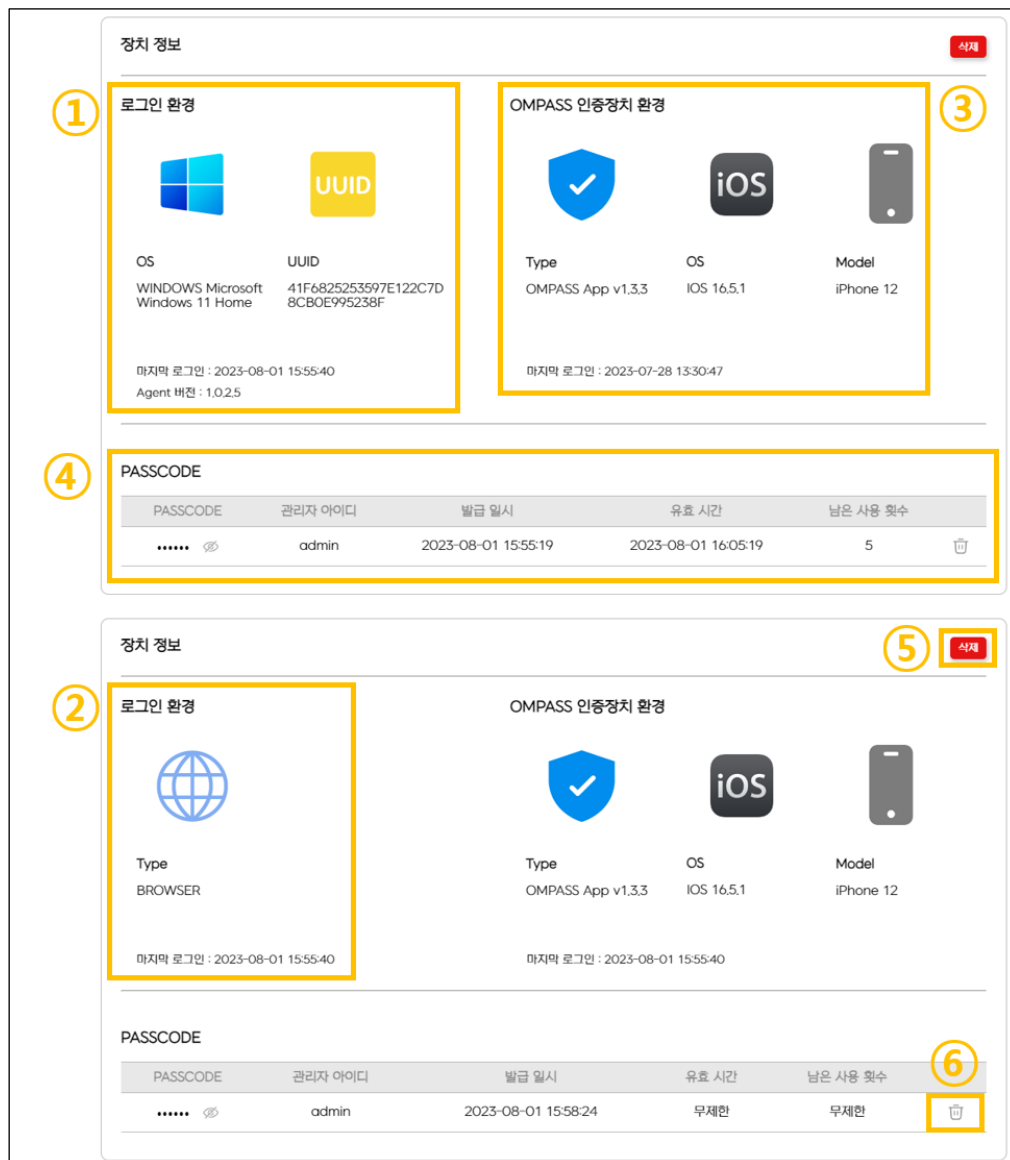 장치 정보
삭제
①
로그인 환경
OMPASS 인증장치 환경
③
UUID
iOS
OS
UUID
Type
OS
Model
WINDOWS Microsoft
Windows 11 Home
41F6825253597E122C7D
8CB0E995238F
OMPASS App v1.3.3
IOS 16.5.1
iPhone 12
마지막 로그인 : 2023-08-01 15:55:40
마지막 로그인 : 2023-07-28 13:30:47
Agent 버전 : 1.0.2.5
④
PASSCODE
PASSCODE 관리자 아이디 발급 일시 유효 시간 남은 사용 횟수
•••••• admin 2023-08-01 15:55:19 2023-08-01 16:05:19 5
장치 정보
⑤
삭제
②
로그인 환경
OMPASS 인증장치 환경
iOS
Type
Type
OS
Model
BROWSER
OMPASS App v1.3.3
IOS 16.5.1
iPhone 12
마지막 로그인 : 2023-08-01 15:55:40
마지막 로그인 : 2023-08-01 15:55:40
PASSCODE
⑥
PASSCODE 관리자 아이디 발급 일시 유효 시간 남은 사용 횟수
•••••• admin 2023-08-01 15:58:24 무제한 무제한